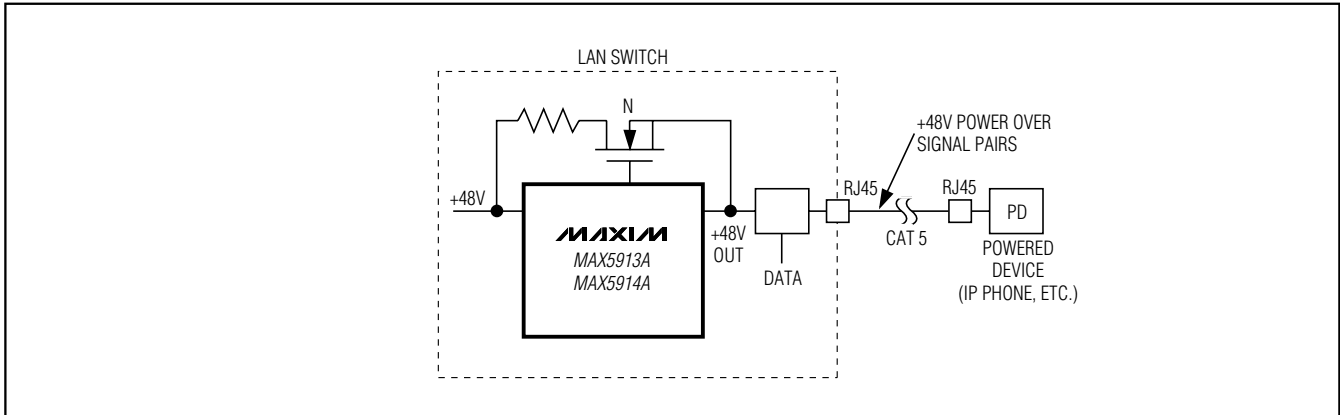 LAN SWITCH
N
+48V
MAXIM
MAX5913A
MAX5914A
+48V
OUT
DATA
RJ45
+48V POWER OVER
SIGNAL PAIRS
CAT 5
RJ45
PD
POWERED
DEVICE
(IP PHONE, ETC.)